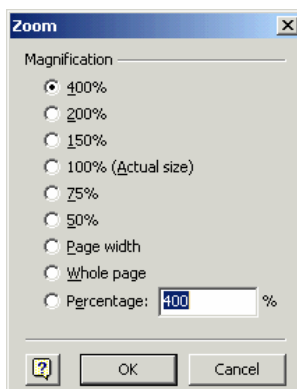 Zoom
Magnification
400%
200%
150%
100% (Actual size)
75%
50%
Page width
Whole page
Percentage: 400 %
? OK Cancel